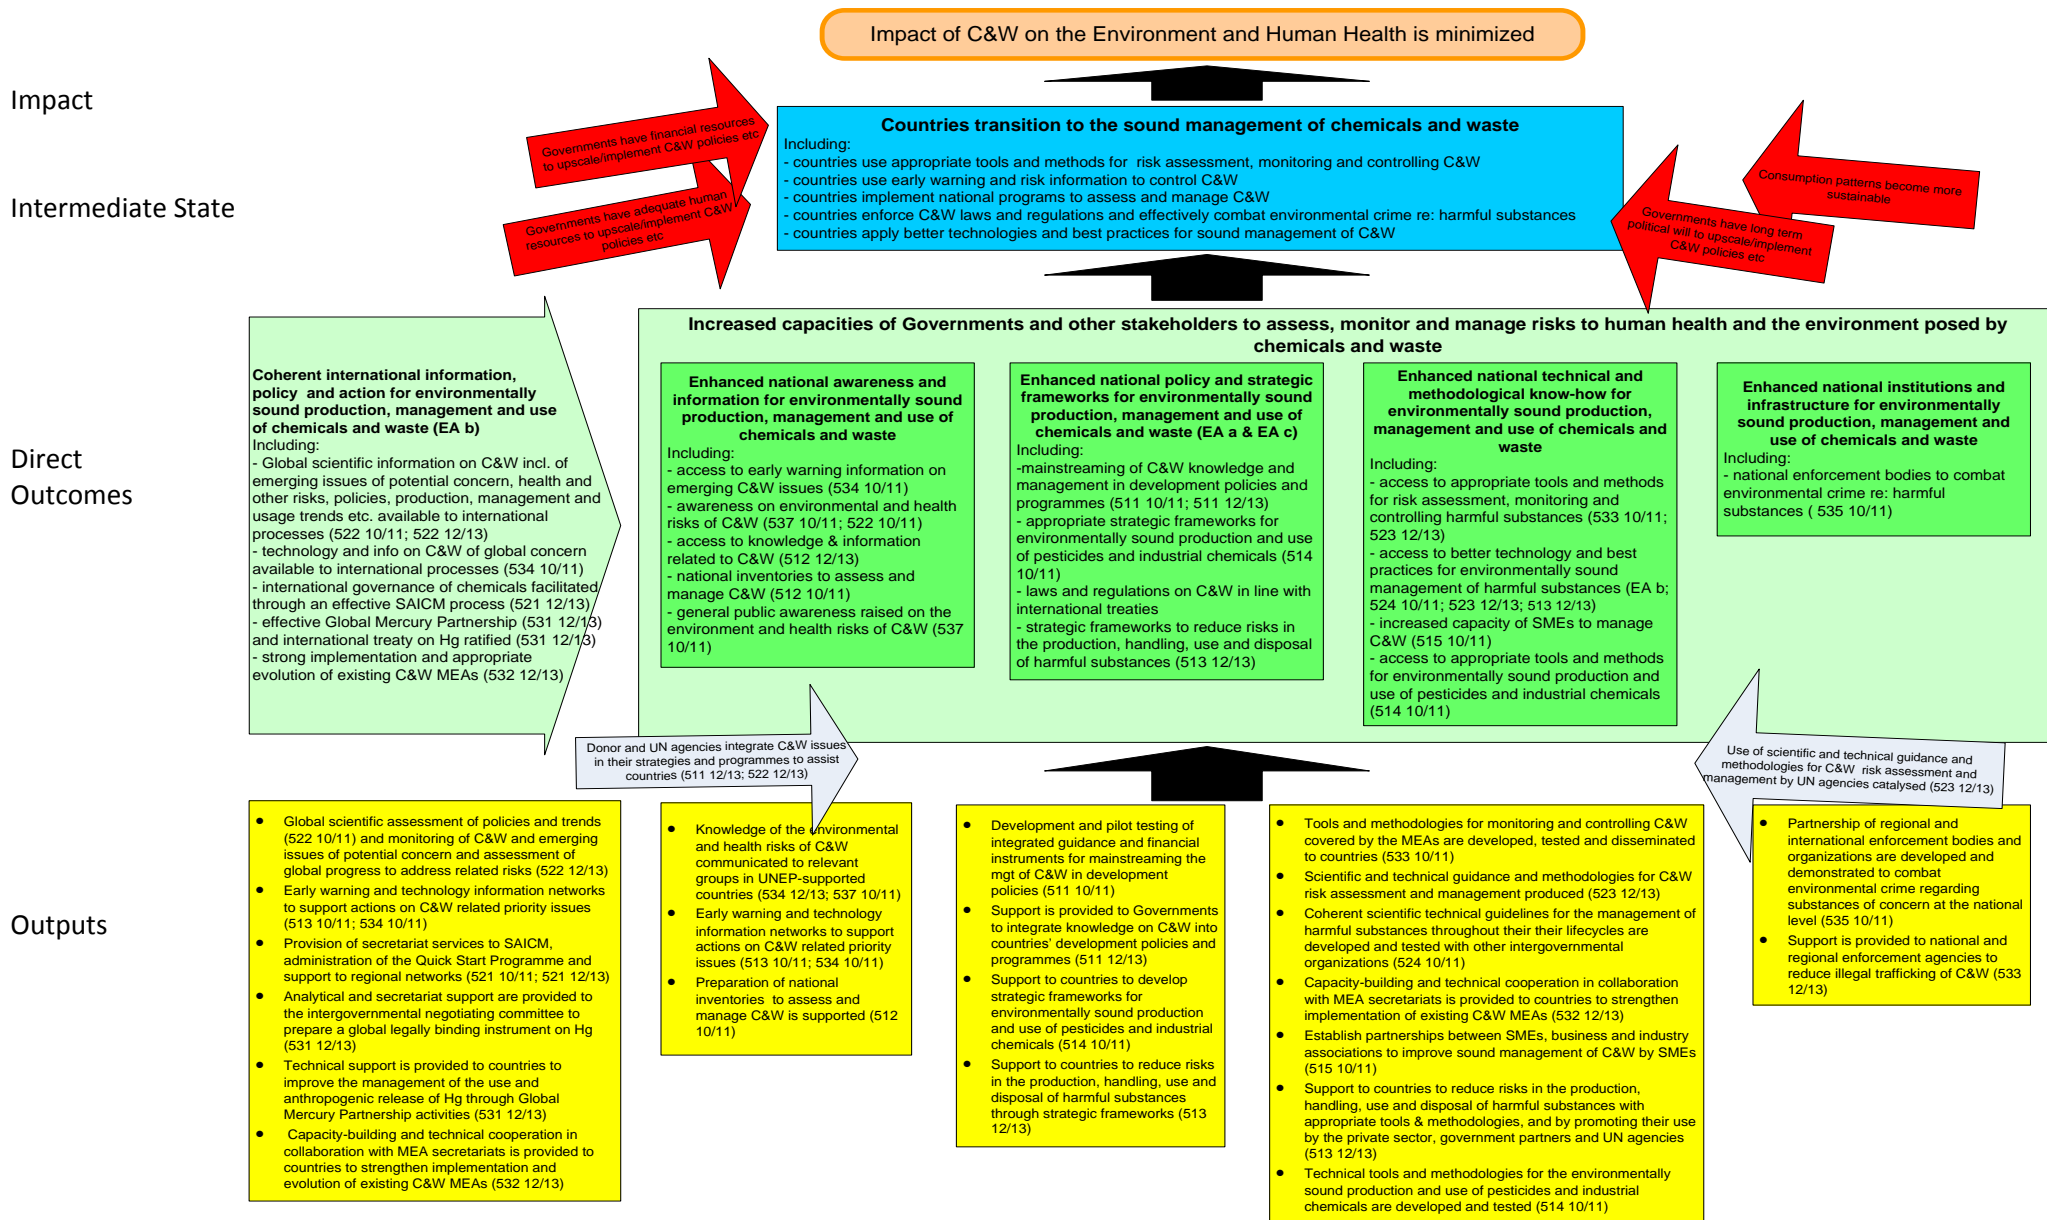 Impact of C&W on the Environment and Human Health is minimized
Impact
Governments have financial resources
to upscale/implement C&W policies etc
Countries transition to the sound management of chemicals and waste
Including:
- countries use appropriate tools and methods for  risk assessment, monitoring and controlling C&W
- countries use early warning and risk information to control C&W
- countries implement national programs to assess and manage C&W
- countries enforce C&W laws and regulations and effectively combat environmental crime re: harmful substances
- countries apply better technologies and best practices for sound management of C&W
Consumption patterns become more
sustainable
Intermediate State
Governments have adequate human
resources to upscale/implement C&W
policies etc
Governments have long term
political will to upscale/implement
C&W policies etc
Direct
Outcomes
Coherent international information,
policy  and action for environmentally
sound production, management and use
of chemicals and waste (EA b)
Including:
- Global scientific information on C&W incl. of
emerging issues of potential concern, health and
other risks, policies, production, management and
usage trends etc. available to international
processes (522 10/11; 522 12/13)
- technology and info on C&W of global concern
available to international processes (534 10/11)
- international governance of chemicals facilitated
through an effective SAICM process (521 12/13)
- effective Global Mercury Partnership (531 12/13)
and international treaty on Hg ratified (531 12/13)
- strong implementation and appropriate
evolution of existing C&W MEAs (532 12/13)
Increased capacities of Governments and other stakeholders to assess, monitor and manage risks to human health and the environment posed by
chemicals and waste
Enhanced national awareness and
information for environmentally sound
production, management and use of
chemicals and waste
Including:
- access to early warning information on
emerging C&W issues (534 10/11)
- awareness on environmental and health
risks of C&W (537 10/11; 522 10/11)
- access to knowledge & information
related to C&W (512 12/13)
- national inventories to assess and
manage C&W (512 10/11)
- general public awareness raised on the
environment and health risks of C&W (537
10/11)
Enhanced national policy and strategic
frameworks for environmentally sound
production, management and use of
chemicals and waste (EA a & EA c)
Including:
-mainstreaming of C&W knowledge and
management in development policies and
programmes (511 10/11; 511 12/13)
- appropriate strategic frameworks for
environmentally sound production and use
of pesticides and industrial chemicals (514
10/11)
- laws and regulations on C&W in line with
international treaties
- strategic frameworks to reduce risks in
the production, handling, use and disposal
of harmful substances (513 12/13)
Enhanced national technical and
methodological know-how for
environmentally sound production,
management and use of chemicals and
waste
Including:
- access to appropriate tools and methods
for risk assessment, monitoring and
controlling harmful substances (533 10/11;
523 12/13)
- access to better technology and best
practices for environmentally sound
management of harmful substances (EA b;
524 10/11; 523 12/13; 513 12/13)
- increased capacity of SMEs to manage
C&W (515 10/11)
- access to appropriate tools and methods
for environmentally sound production and
use of pesticides and industrial chemicals
(514 10/11)
Enhanced national institutions and
infrastructure for environmentally
sound production, management and
use of chemicals and waste
Including:
- national enforcement bodies to combat
environmental crime re: harmful
substances ( 535 10/11)
Donor and UN agencies integrate C&W issues
in their strategies and programmes to assist
countries (511 12/13; 522 12/13)
Use of scientific and technical guidance and
methodologies for C&W  risk assessment and
management by UN agencies catalysed (523 12/13)
Outputs
● Global scientific assessment of policies and trends
(522 10/11) and monitoring of C&W and emerging
issues of potential concern and assessment of
global progress to address related risks (522 12/13)
● Early warning and technology information networks
to support actions on C&W related priority issues
(513 10/11; 534 10/11)
● Provision of secretariat services to SAICM,
administration of the Quick Start Programme and
support to regional networks (521 10/11; 521 12/13)
● Analytical and secretariat support are provided to
the intergovernmental negotiating committee to
prepare a global legally binding instrument on Hg
(531 12/13)
● Technical support is provided to countries to
improve the management of the use and
anthropogenic release of Hg through Global
Mercury Partnership activities (531 12/13)
● Capacity-building and technical cooperation in
collaboration with MEA secretariats is provided to
countries to strengthen implementation and
evolution of existing C&W MEAs (532 12/13)
● Knowledge of the environmental
and health risks of C&W
communicated to relevant
groups in UNEP-supported
countries (534 12/13; 537 10/11)
● Early warning and technology
information networks to support
actions on C&W related priority
issues (513 10/11; 534 10/11)
● Preparation of national
inventories  to assess and
manage C&W is supported (512
10/11)
● Development and pilot testing of
integrated guidance and financial
instruments for mainstreaming the
mgt of C&W in development
policies (511 10/11)
● Support is provided to Governments
to integrate knowledge on C&W into
countries' development policies and
programmes (511 12/13)
● Support to countries to develop
strategic frameworks for
environmentally sound production
and use of pesticides and industrial
chemicals (514 10/11)
● Support to countries to reduce risks
in the production, handling, use and
disposal of harmful substances
through strategic frameworks (513
12/13)
● Tools and methodologies for monitoring and controlling C&W
covered by the MEAs are developed, tested and disseminated
to countries (533 10/11)
● Scientific and technical guidance and methodologies for C&W
risk assessment and management produced (523 12/13)
● Coherent scientific technical guidelines for the management of
harmful substances throughout their their lifecycles are
developed and tested with other intergovernmental
organizations (524 10/11)
● Capacity-building and technical cooperation in collaboration
with MEA secretariats is provided to countries to strengthen
implementation of existing C&W MEAs (532 12/13)
● Establish partnerships between SMEs, business and industry
associations to improve sound management of C&W by SMEs
(515 10/11)
● Support to countries to reduce risks in the production,
handling, use and disposal of harmful substances with
appropriate tools & methodologies, and by promoting their use
by the private sector, government partners and UN agencies
(513 12/13)
● Technical tools and methodologies for the environmentally
sound production and use of pesticides and industrial
chemicals are developed and tested (514 10/11)
● Partnership of regional and
international enforcement bodies and
organizations are developed and
demonstrated to combat
environmental crime regarding
substances of concern at the national
level (535 10/11)
● Support is provided to national and
regional enforcement agencies to
reduce illegal trafficking of C&W (533
12/13)